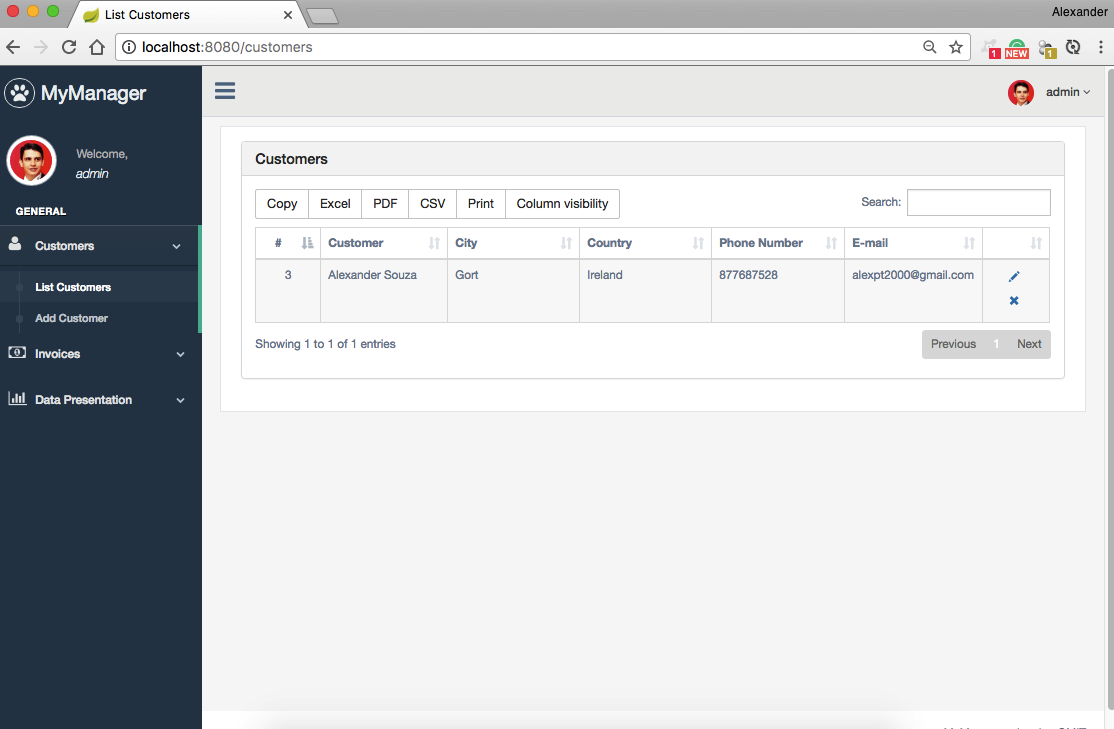 List Customers
Alexander
localhost:8080/customers
1
NEW
1
MyManager
admin
Welcome,
admin
GENERAL
Customers
List Customers
Add Customer
Invoices
Data Presentation
Customers
Copy Excel PDF CSV Print Column visibility
Search:
# Customer City Country Phone Number E-mail
3 Alexander Souza Gort Ireland 877687528 alexpt2000@gmail.com
Showing 1 to 1 of 1 entries
Previous 1 Next